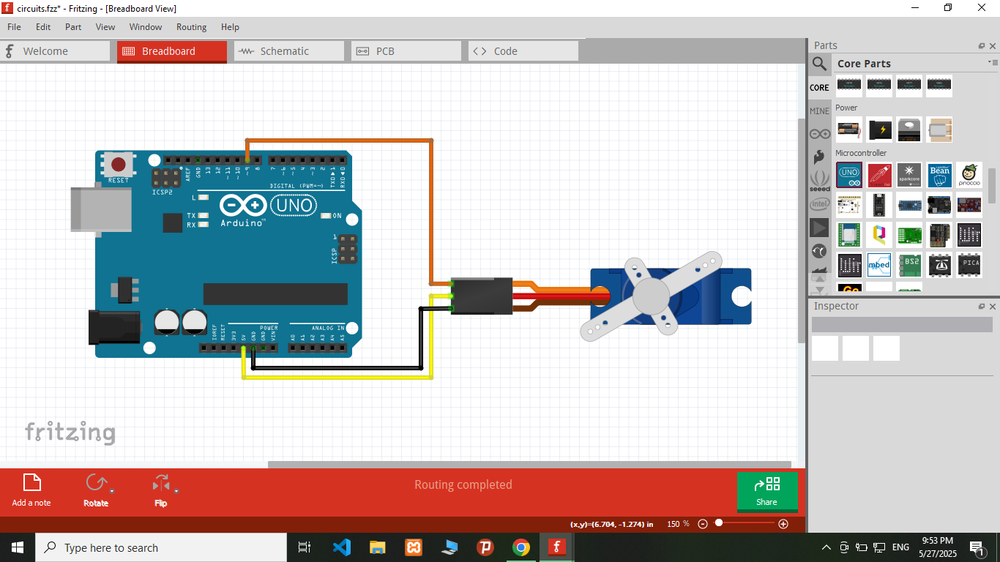 circuits.fzz* - Fritzing - [Breadboard View]
File Edit Part View Window Routing Help
Welcome
Breadboard
Schematic
PCB
Code
Parts
CORE
MINE
seeed
intel
Core Parts
Power
Microcontroller
UNO
sparkcore
Bean
pinoccio
mbed
BS2
PICA
Inspector
RESET
ICSP2
AREF
GND
13
12
~11
~10
~9
8
7
~6
~5
~4
~3
2
TXD▶1
RXD◀0
DIGITAL (PWM=~)
L
TX
RX
Arduino™
UNO
ON
1
ICSP
IOREF
RESET
3V3
5V
GND
GND
VIN
POWER
ANALOG IN
A0
A1
A2
A3
A4
A5
fritzing
Add a note
Rotate
Flip
Routing completed
Share
(x,y)=(6.704, -1.274) in
150 %
Type here to search
ENG
9:53 PM
5/27/2025
1